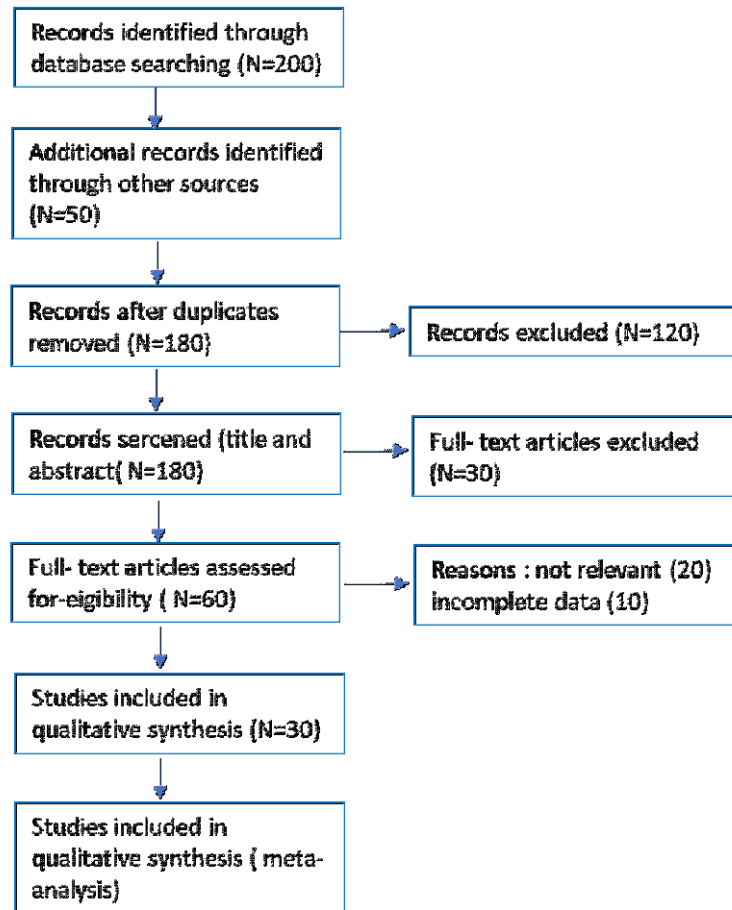 Records identified through
database searching (N=200)
Additional records identified
through other sources
(N=50)
Records after duplicates
removed (N=180)
Records excluded (N=120)
Records sercened (title and
abstract( N=180)
Full- text articles excluded
(N=30)
Full- text articles assessed
for-eigibility ( N=60)
Reasons : not relevant (20)
incomplete data (10)
Studies included in
qualitative synthesis (N=30)
Studies included in
qualitative synthesis ( meta-
analysis)